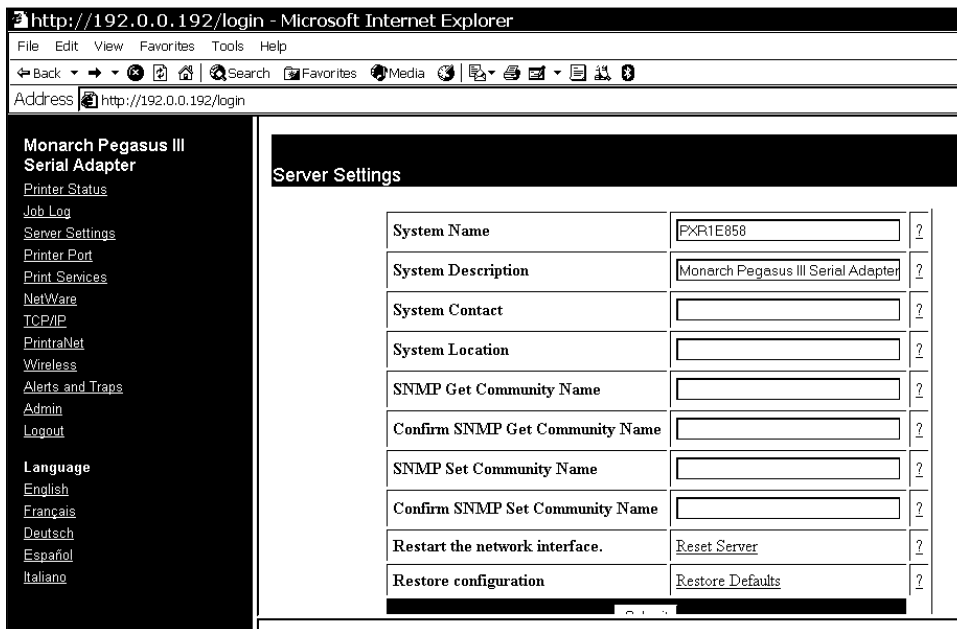 http://192.0.0.192/login - Microsoft Internet Explorer
File Edit View Favorites Tools Help
Back Search Favorites Media
Address http://192.0.0.192/login
Monarch Pegasus III
Serial Adapter
Printer Status
Job Log
Server Settings
Printer Port
Print Services
NetWare
TCP/IP
PrintraNet
Wireless
Alerts and Traps
Admin
Logout
Language
English
Français
Deutsch
Español
Italiano
Server Settings
System Name PXR1E858 ?
System Description Monarch Pegasus III Serial Adapter ?
System Contact ?
System Location ?
SNMP Get Community Name ?
Confirm SNMP Get Community Name ?
SNMP Set Community Name ?
Confirm SNMP Set Community Name ?
Restart the network interface. Reset Server ?
Restore configuration Restore Defaults ?